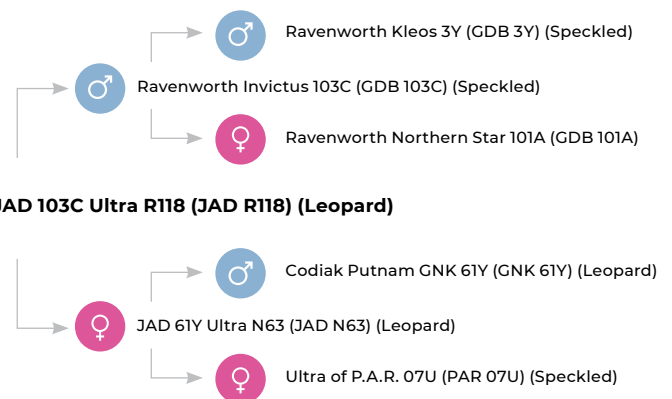 Ravenworth Kleos 3Y (GDB 3Y) (Speckled)
Ravenworth Invictus 103C (GDB 103C) (Speckled)
Ravenworth Northern Star 101A (GDB 101A)
JAD 103C Ultra R118 (JAD R118) (Leopard)
Codiak Putnam GNK 61Y (GNK 61Y) (Leopard)
JAD 61Y Ultra N63 (JAD N63) (Leopard)
Ultra of P.A.R. 07U (PAR 07U) (Speckled)